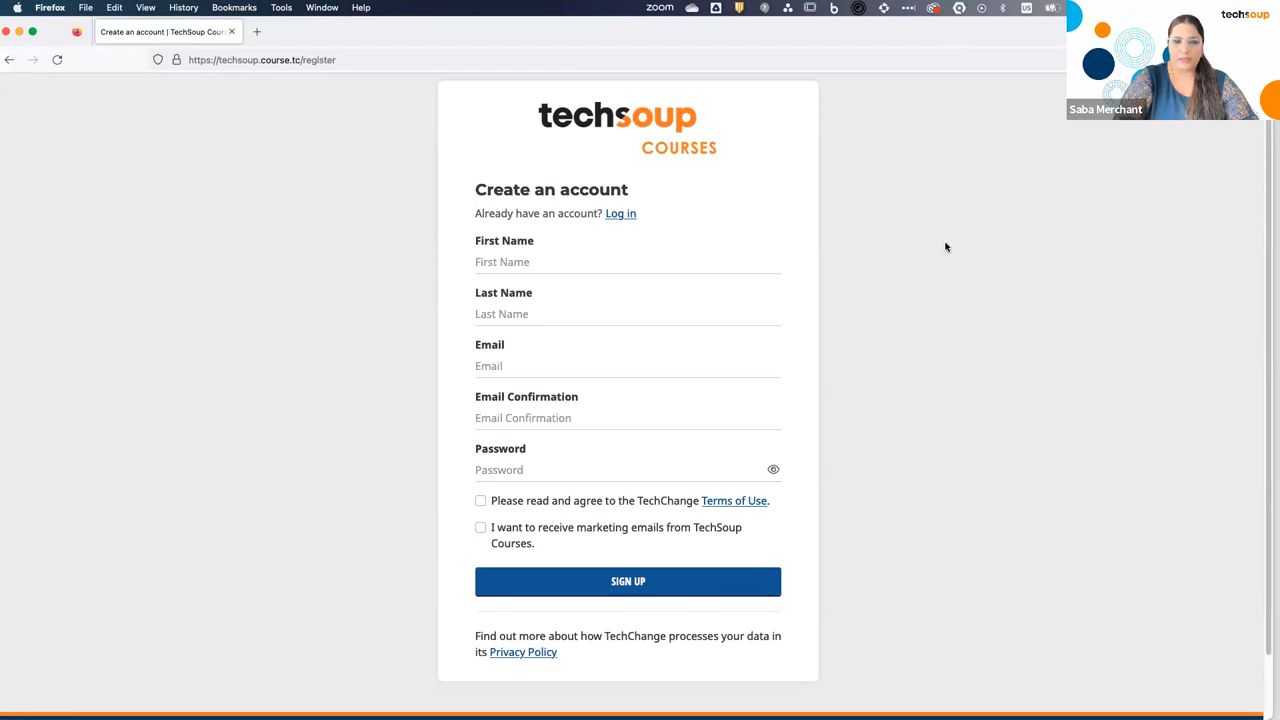 Firefox File Edit View History Bookmarks Tools Window Help
zoom
US
techsoup
Create an account | TechSoup Cour
https://techsoup.course.tc/register
Saba Merchant
techsoup
COURSES
Create an account
Already have an account? Log in
First Name
First Name
Last Name
Last Name
Email
Email
Email Confirmation
Email Confirmation
Password
Password
Please read and agree to the TechChange Terms of Use.
I want to receive marketing emails from TechSoup
Courses.
SIGN UP
Find out more about how TechChange processes your data in
its Privacy Policy